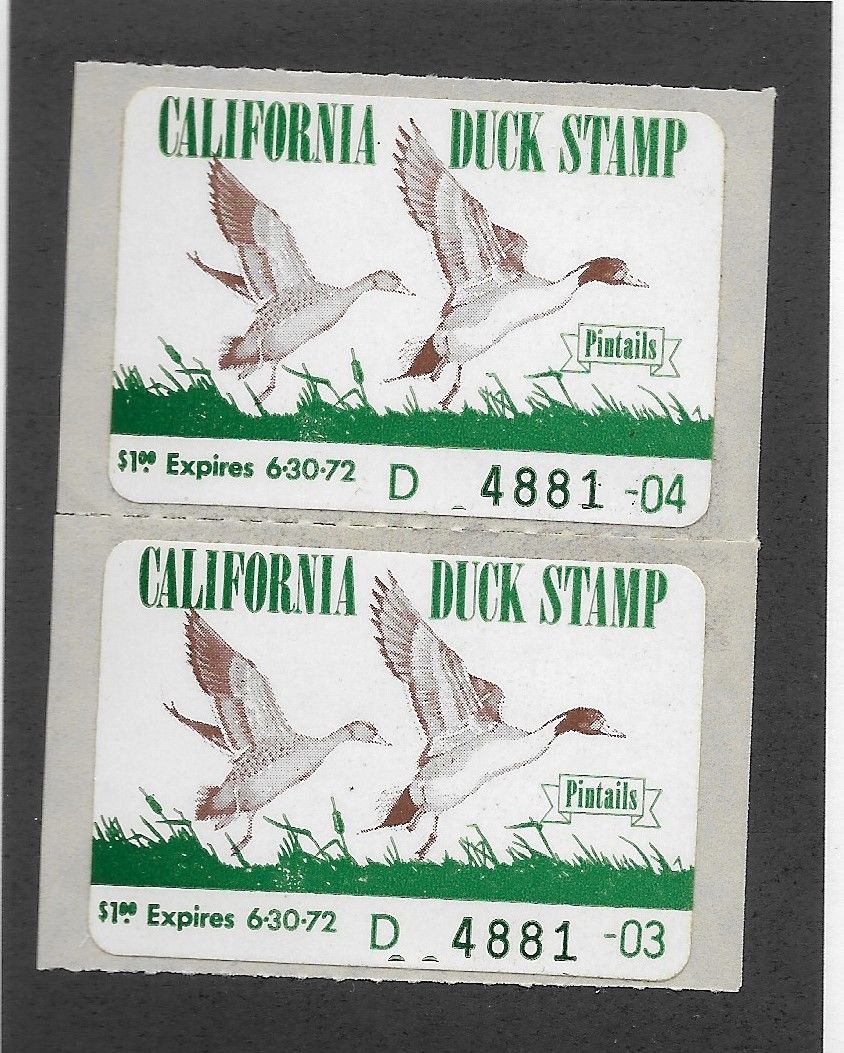 CALIFORNIA DUCK STAMP
Pintails
$1.00 Expires 6·30·72 D 4881 -04
CALIFORNIA DUCK STAMP
Pintails
$1.00 Expires 6·30·72 D 4881 -03